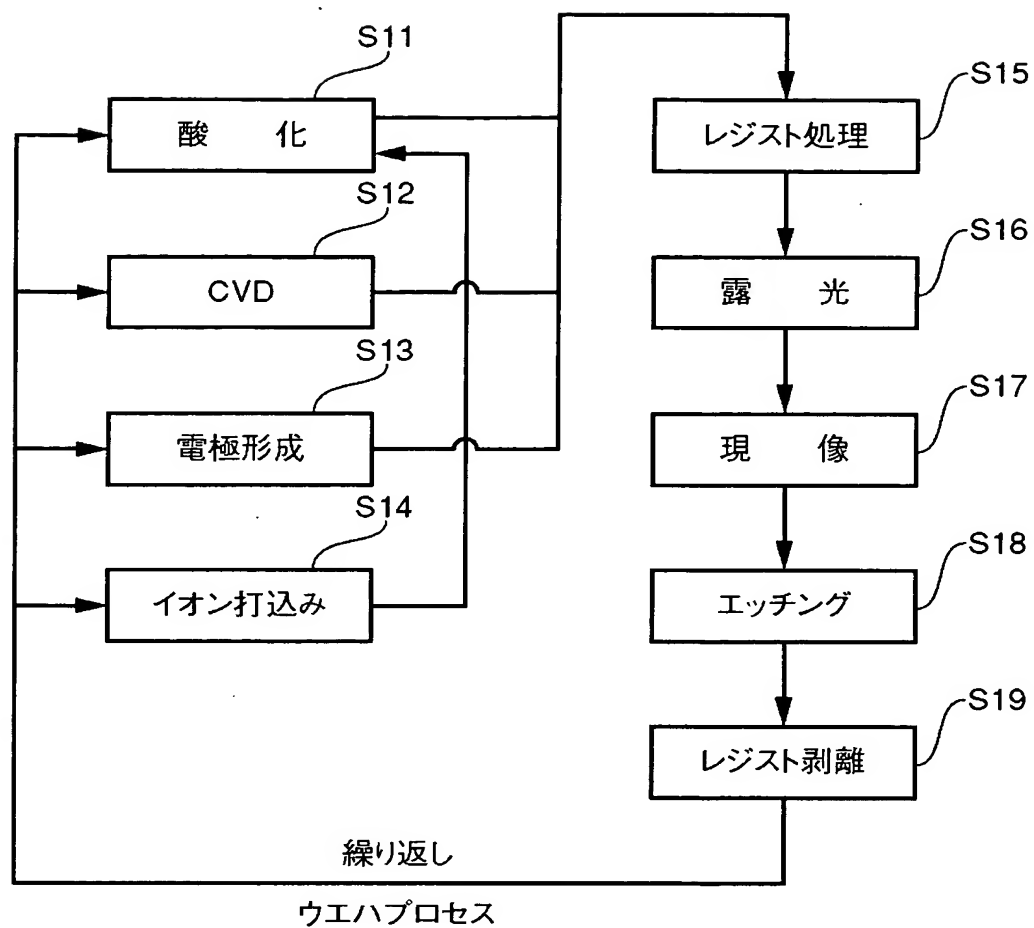 S11
酸 化
S12
CVD
S13
電極形成
S14
イオン打込み
S15
レジスト処理
S16
露 光
S17
現 像
S18
エッチング
S19
レジスト剥離
繰り返し
ウエハプロセス